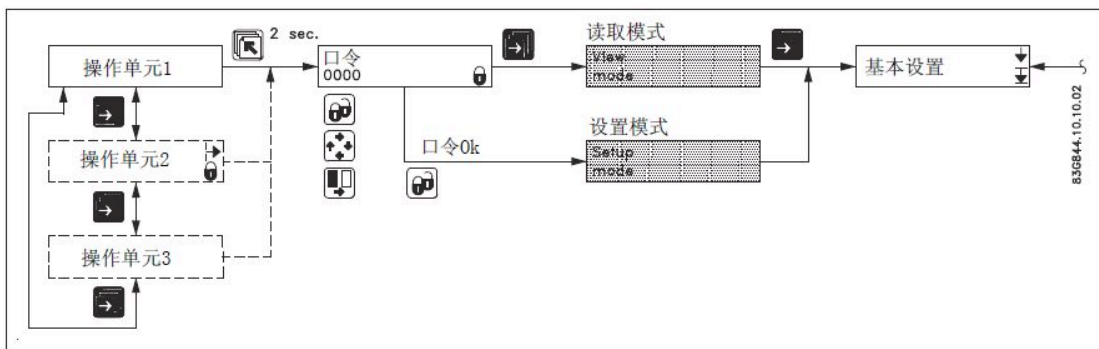 操作单元1
操作单元2
操作单元3
2 sec.
口令
0000
口令Ok
读取模式
View
mode
设置模式
Setup
mode
基本设置
83G844.10.10.02